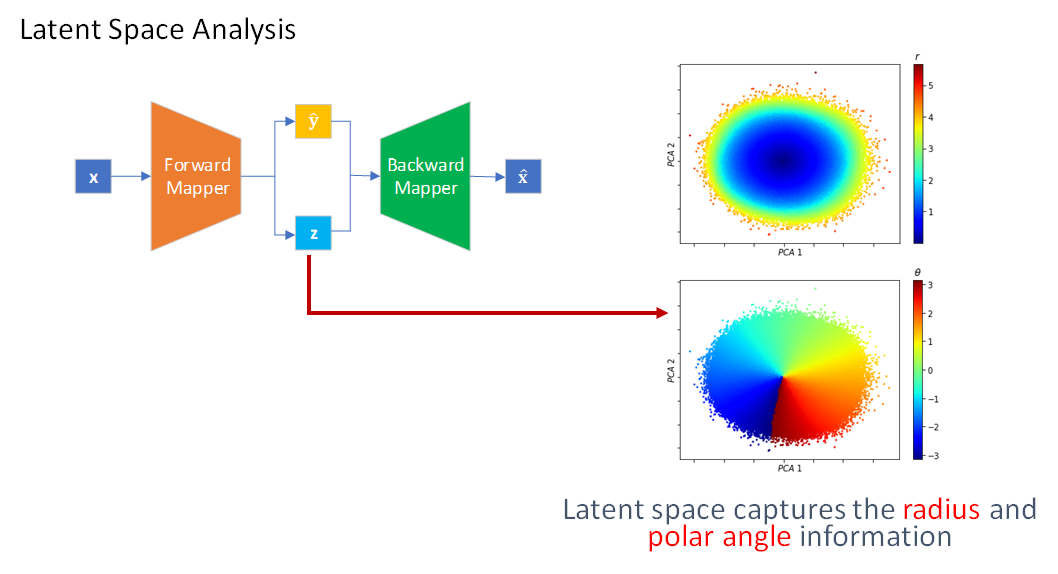 Latent Space Analysis
x
Forward
Mapper
ŷ
z
Backward
Mapper
x̂
r
5
4
3
2
1
PCA 2
PCA 1
θ
3
2
1
0
−1
−2
−3
PCA 2
PCA 1
Latent space captures the radius and
polar angle information